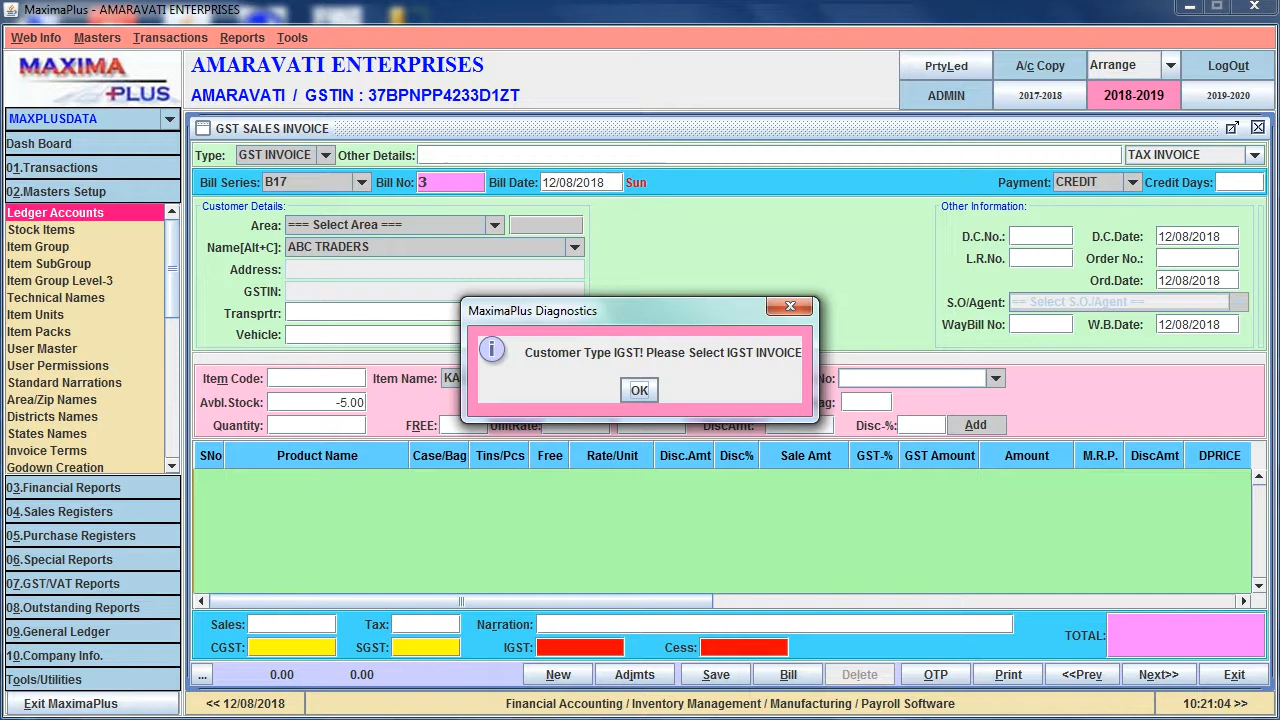 MaximaPlus - AMARAVATI ENTERPRISES
Web Info Masters Transactions Reports Tools
MAXIMA
PLUS
AMARAVATI ENTERPRISES
AMARAVATI / GSTIN : 37BPNPP4233D1ZT
PrtyLed A/c Copy Arrange LogOut
ADMIN 2017-2018 2018-2019 2019-2020
MAXPLUSDATA
Dash Board
01.Transactions
02.Masters Setup
Ledger Accounts
Stock Items
Item Group
Item SubGroup
Item Group Level-3
Technical Names
Item Units
Item Packs
User Master
User Permissions
Standard Narrations
Area/Zip Names
Districts Names
States Names
Invoice Terms
Godown Creation
03.Financial Reports
04.Sales Registers
05.Purchase Registers
06.Special Reports
07.GST/VAT Reports
08.Outstanding Reports
09.General Ledger
10.Company Info.
Tools/Utilities
Exit MaximaPlus
GST SALES INVOICE
Type: GST INVOICE Other Details: TAX INVOICE
Bill Series: B17 Bill No: 3 Bill Date: 12/08/2018 Sun Payment: CREDIT Credit Days:
Customer Details:
Area: === Select Area ===
Name[Alt+C]: ABC TRADERS
Address:
GSTIN:
Transprtr:
Vehicle:
Other Information:
D.C.No.: D.C.Date: 12/08/2018
L.R.No. Order No.:
Ord.Date: 12/08/2018
S.O/Agent: == Select S.O./Agent ==
WayBill No: W.B.Date: 12/08/2018
MaximaPlus Diagnostics
Customer Type IGST! Please Select IGST INVOICE
OK
Item Code: Item Name: KA No:
Avbl.Stock: -5.00 ag:
Quantity: FREE: UnitRate: DiscAmt: Disc-%: Add
SNo Product Name Case/Bag Tins/Pcs Free Rate/Unit Disc.Amt Disc% Sale Amt GST-% GST Amount Amount M.R.P. DiscAmt DPRICE
Sales: Tax: Narration: TOTAL:
CGST: SGST: IGST: Cess:
... 0.00 0.00 New Adjmts Save Bill Delete OTP Print <<Prev Next>> Exit
<< 12/08/2018 Financial Accounting / Inventory Management / Manufacturing / Payroll Software 10:21:04 >>